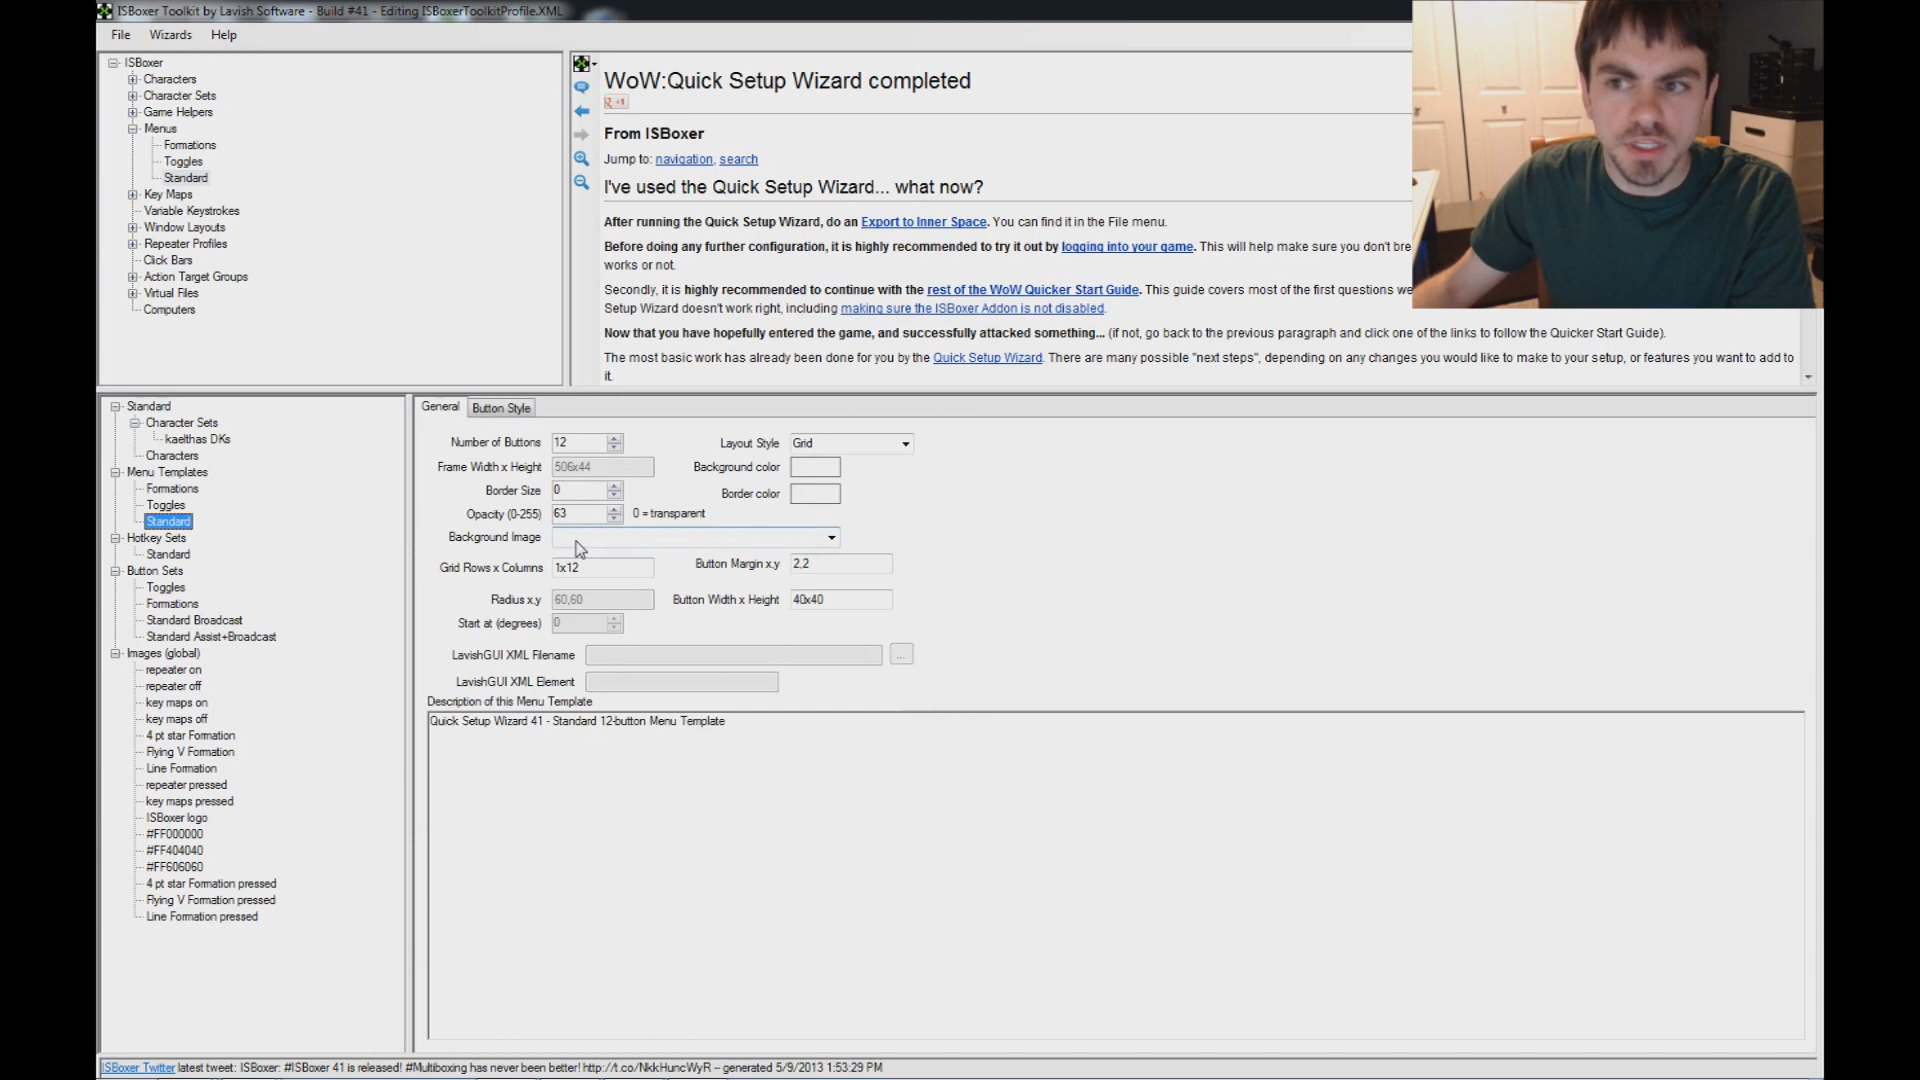 ISBoxer Toolkit by Lavish Software - Build #41 - Editing ISBoxerToolkitProfile.XML
File Wizards Help
ISBoxer
Characters
Character Sets
Game Helpers
Menus
Formations
Toggles
Standard
Key Maps
Variable Keystrokes
Window Layouts
Repeater Profiles
Click Bars
Action Target Groups
Virtual Files
Computers
WoW:Quick Setup Wizard completed
+1
From ISBoxer
Jump to: navigation, search
I've used the Quick Setup Wizard... what now?
After running the Quick Setup Wizard, do an Export to Inner Space. You can find it in the File menu.
Before doing any further configuration, it is highly recommended to try it out by logging into your game. This will help make sure you don't bre
works or not.
Secondly, it is highly recommended to continue with the rest of the WoW Quicker Start Guide. This guide covers most of the first questions we
Setup Wizard doesn't work right, including making sure the ISBoxer Addon is not disabled.
Now that you have hopefully entered the game, and successfully attacked something... (if not, go back to the previous paragraph and click one of the links to follow the Quicker Start Guide).
The most basic work has already been done for you by the Quick Setup Wizard. There are many possible "next steps", depending on any changes you would like to make to your setup, or features you want to add to
it.
Standard
Character Sets
kaelthas DKs
Characters
Menu Templates
Formations
Toggles
Standard
Hotkey Sets
Standard
Button Sets
Toggles
Formations
Standard Broadcast
Standard Assist+Broadcast
Images (global)
repeater on
repeater off
key maps on
key maps off
4 pt star Formation
Flying V Formation
Line Formation
repeater pressed
key maps pressed
ISBoxer logo
#FF000000
#FF404040
#FF606060
4 pt star Formation pressed
Flying V Formation pressed
Line Formation pressed
General Button Style
Number of Buttons 12 Layout Style Grid
Frame Width x Height 506x44 Background color
Border Size 0 Border color
Opacity (0-255) 63 0 = transparent
Background Image
Grid Rows x Columns 1x12 Button Margin x,y 2,2
Radius x,y 60,60 Button Width x Height 40x40
Start at (degrees) 0
LavishGUI XML Filename ...
LavishGUI XML Element
Description of this Menu Template
Quick Setup Wizard 41 - Standard 12-button Menu Template
ISBoxer Twitter latest tweet: ISBoxer: #ISBoxer 41 is released! #Multiboxing has never been better! http://t.co/NkkHuncWyR -- generated 5/9/2013 1:53:29 PM